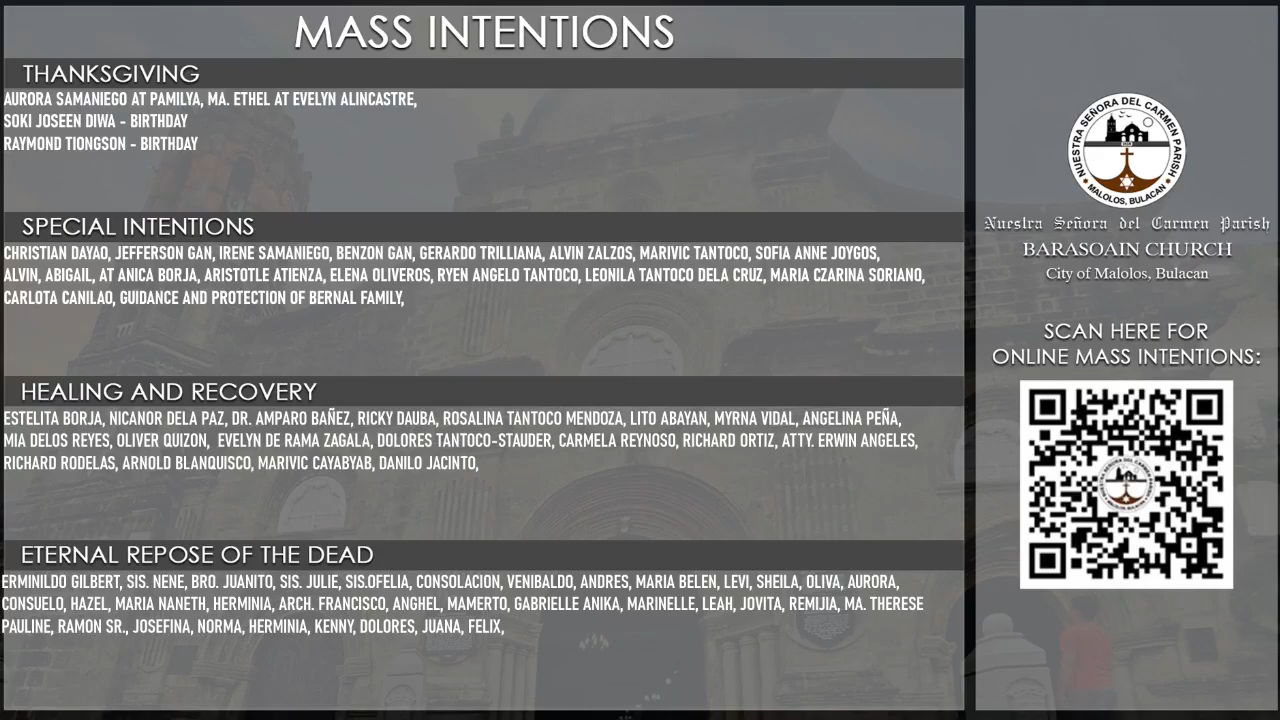 MASS INTENTIONS
THANKSGIVING
AURORA SAMANIEGO AT PAMILYA, MA. ETHEL AT EVELYN ALINCASTRE,
SOKI JOSEEN DIWA - BIRTHDAY
RAYMOND TIONGSON - BIRTHDAY
SPECIAL INTENTIONS
CHRISTIAN DAYAO, JEFFERSON GAN, IRENE SAMANIEGO, BENZON GAN, GERARDO TRILLIANA, ALVIN ZALZOS, MARIVIC TANTOCO, SOFIA ANNE JOYGOS,
ALVIN, ABIGAIL, AT ANICA BORJA, ARISTOTLE ATIENZA, ELENA OLIVEROS, RYEN ANGELO TANTOCO, LEONILA TANTOCO DELA CRUZ, MARIA CZARINA SORIANO,
CARLOTA CANILAO, GUIDANCE AND PROTECTION OF BERNAL FAMILY,
HEALING AND RECOVERY
ESTELITA BORJA, NICANOR DELA PAZ, DR. AMPARO BAÑEZ, RICKY DAUBA, ROSALINA TANTOCO MENDOZA, LITO ABAYAN, MYRNA VIDAL, ANGELINA PEÑA,
MIA DELOS REYES, OLIVER QUIZON, EVELYN DE RAMA ZAGALA, DOLORES TANTOCO-STAUDER, CARMELA REYNOSO, RICHARD ORTIZ, ATTY. ERWIN ANGELES,
RICHARD RODELAS, ARNOLD BLANQUISCO, MARIVIC CAYABYAB, DANILO JACINTO,
ETERNAL REPOSE OF THE DEAD
ERMINILDO GILBERT, SIS. NENE, BRO. JUANITO, SIS. JULIE, SIS.OFELIA, CONSOLACION, VENIBALDO, ANDRES, MARIA BELEN, LEVI, SHEILA, OLIVA, AURORA,
CONSUELO, HAZEL, MARIA NANETH, HERMINIA, ARCH. FRANCISCO, ANGHEL, MAMERTO, GABRIELLE ANIKA, MARINELLE, LEAH, JOVITA, REMIJIA, MA. THERESE
PAULINE, RAMON SR., JOSEFINA, NORMA, HERMINIA, KENNY, DOLORES, JUANA, FELIX,
NUESTRA SEÑORA DEL CARMEN PARISH
MALOLOS, BULACAN
Nuestra Señora del Carmen Parish
BARASOAIN CHURCH
City of Malolos, Bulacan
SCAN HERE FOR
ONLINE MASS INTENTIONS: